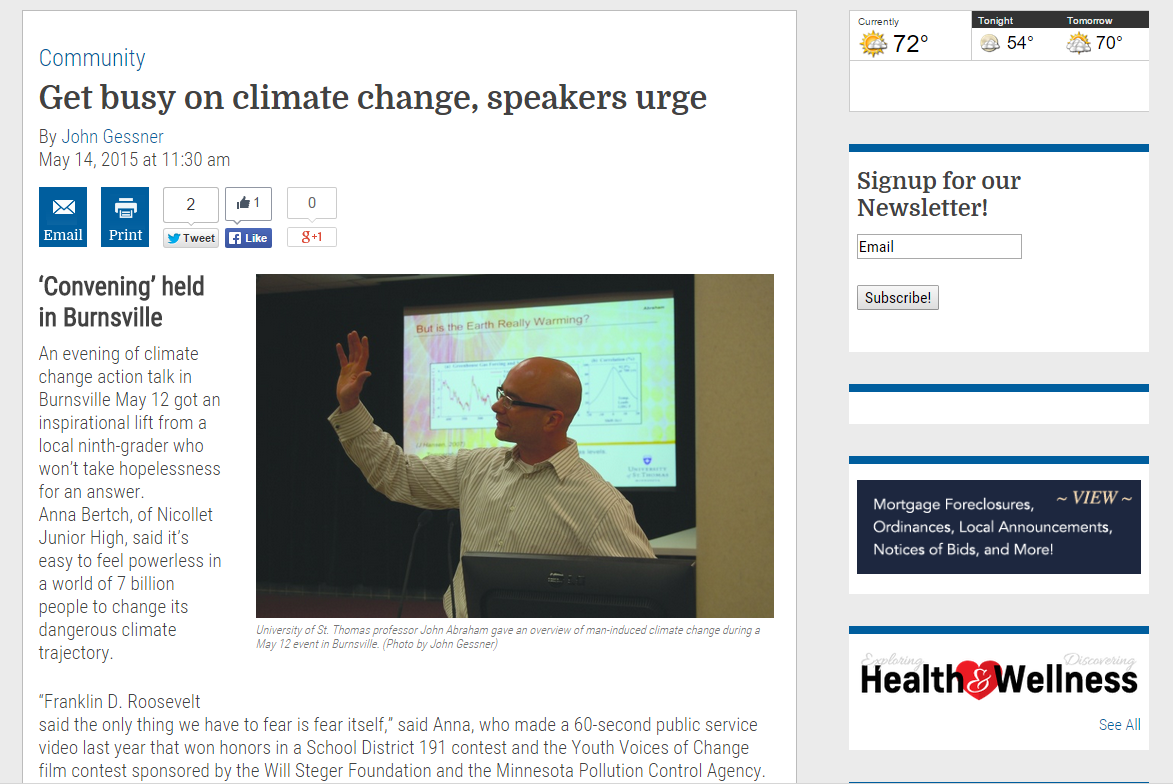 Community
Get busy on climate change, speakers urge
By John Gessner
May 14, 2015 at 11:30 am
Email
Print
2
Tweet
1
Like
0
g+1
‘Convening’ held
in Burnsville
An evening of climate
change action talk in
Burnsville May 12 got an
inspirational lift from a
local ninth-grader who
won’t take hopelessness
for an answer.
Anna Bertch, of Nicollet
Junior High, said it’s
easy to feel powerless in
a world of 7 billion
people to change its
dangerous climate
trajectory.
Abraham
But is the Earth Really Warming?
UNIVERSITY
of ST. THOMAS
University of St. Thomas professor John Abraham gave an overview of man-induced climate change during a
May 12 event in Burnsville. (Photo by John Gessner)
“Franklin D. Roosevelt
said the only thing we have to fear is fear itself,” said Anna, who made a 60-second public service
video last year that won honors in a School District 191 contest and the Youth Voices of Change
film contest sponsored by the Will Steger Foundation and the Minnesota Pollution Control Agency.
Currently
72°
Tonight
54°
Tomorrow
70°
Signup for our
Newsletter!
Email
Subscribe!
Mortgage Foreclosures,
~ VIEW ~
Ordinances, Local Announcements,
Notices of Bids, and More!
Exploring Discovering
Health & Wellness
See All